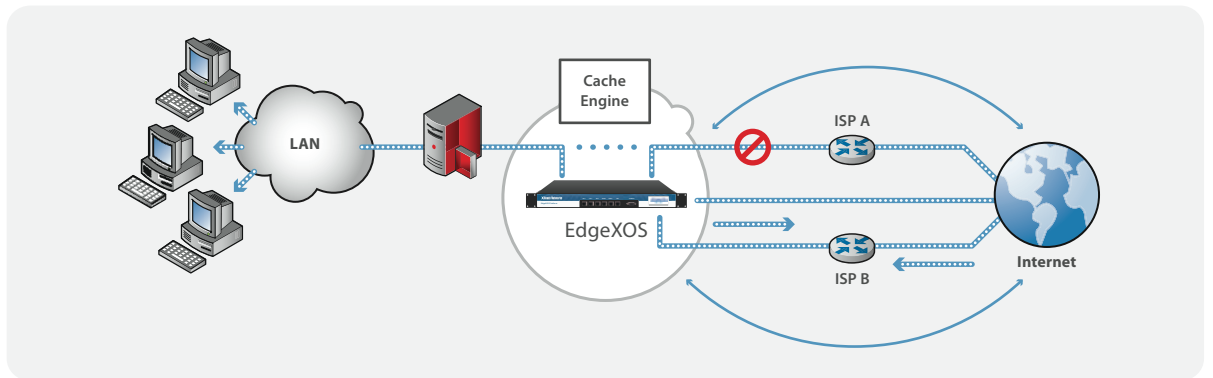 Cache
Engine
ISP A
LAN
EdgeXOS
Internet
ISP B